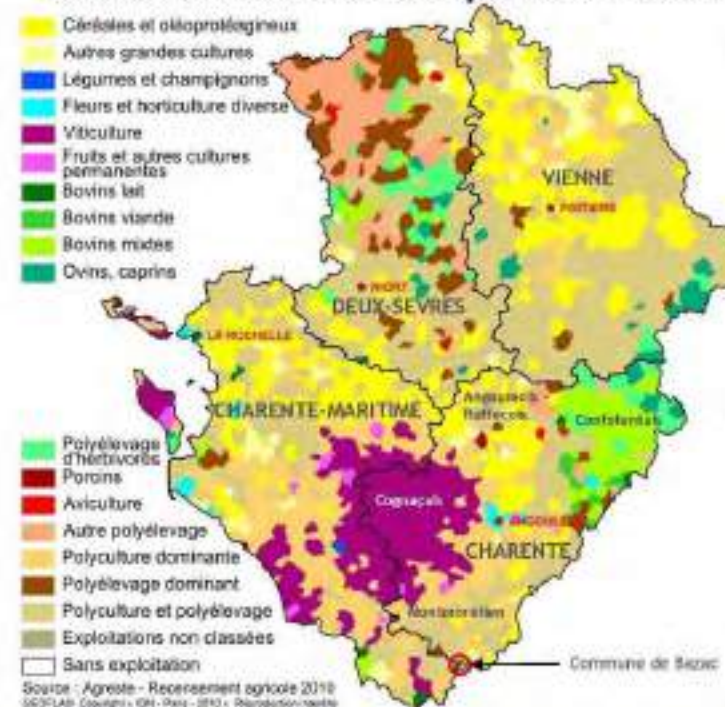 Céréales et oléoprotéagineux
Autres grandes cultures
Légumes et champignons
Fleurs et horticulture diverse
Viticulture
Fruits et autres cultures
permanentes
Bovins lait
Bovins viande
Bovins mixtes
Ovins, caprins
VIENNE
POITIERS
NIORT
DEUX-SEVRES
LA ROCHELLE
CHARENTE-MARITIME
Angoumois
Ruffecois
Confolentais
Cognaçais
ANGOULEME
CHARENTE
Montmorélien
Polyélevage
d'herbivores
Porcins
Aviculture
Autre polyélevage
Polyculture dominante
Polyélevage dominant
Polyculture et polyélevage
Exploitations non classées
Sans exploitation
Commune de Bazac
Source : Agreste - Recensement agricole 2010